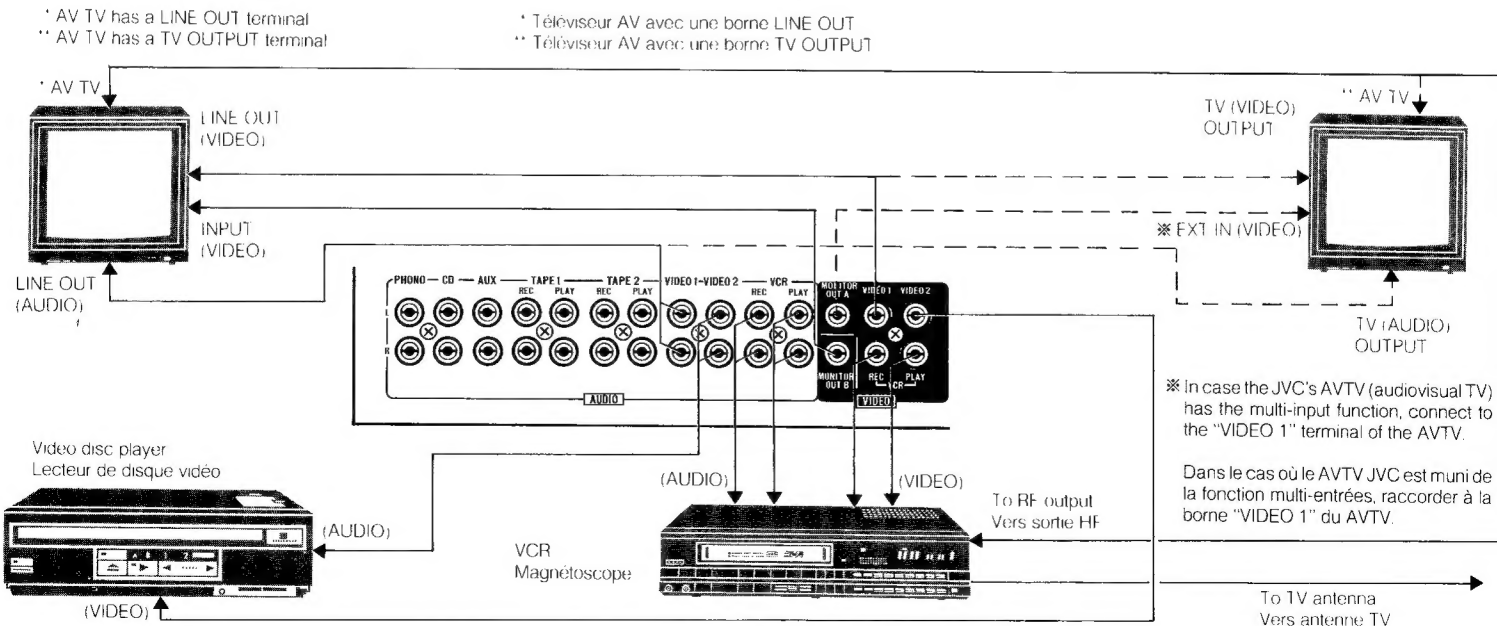 * AV TV has a LINE OUT terminal
** AV TV has a TV OUTPUT terminal
* Téléviseur AV avec une borne LINE OUT
** Téléviseur AV avec une borne TV OUTPUT
* AV TV
LINE OUT
(VIDEO)
INPUT
(VIDEO)
LINE OUT
(AUDIO)
** AV TV
TV (VIDEO)
OUTPUT
※ EXT IN (VIDEO)
TV (AUDIO)
OUTPUT
PHONO CD AUX TAPE 1 TAPE 2 VIDEO 1 VIDEO 2 VCR
REC PLAY REC PLAY REC PLAY
L
R
AUDIO
MONITOR
OUT A
VIDEO 1 VIDEO 2
MONITOR
OUT B
REC PLAY
VCR
VIDEO
※ In case the JVC's AVTV (audiovisual TV)
has the multi-input function, connect to
the "VIDEO 1" terminal of the AVTV.
Dans le cas où le AVTV JVC est muni de
la fonction multi-entrées, raccorder à la
borne "VIDEO 1" du AVTV.
Video disc player
Lecteur de disque vidéo
(AUDIO)
(VIDEO)
(AUDIO)
(VIDEO)
VCR
Magnétoscope
To RF output
Vers sortie HF
To TV antenna
Vers antenne TV